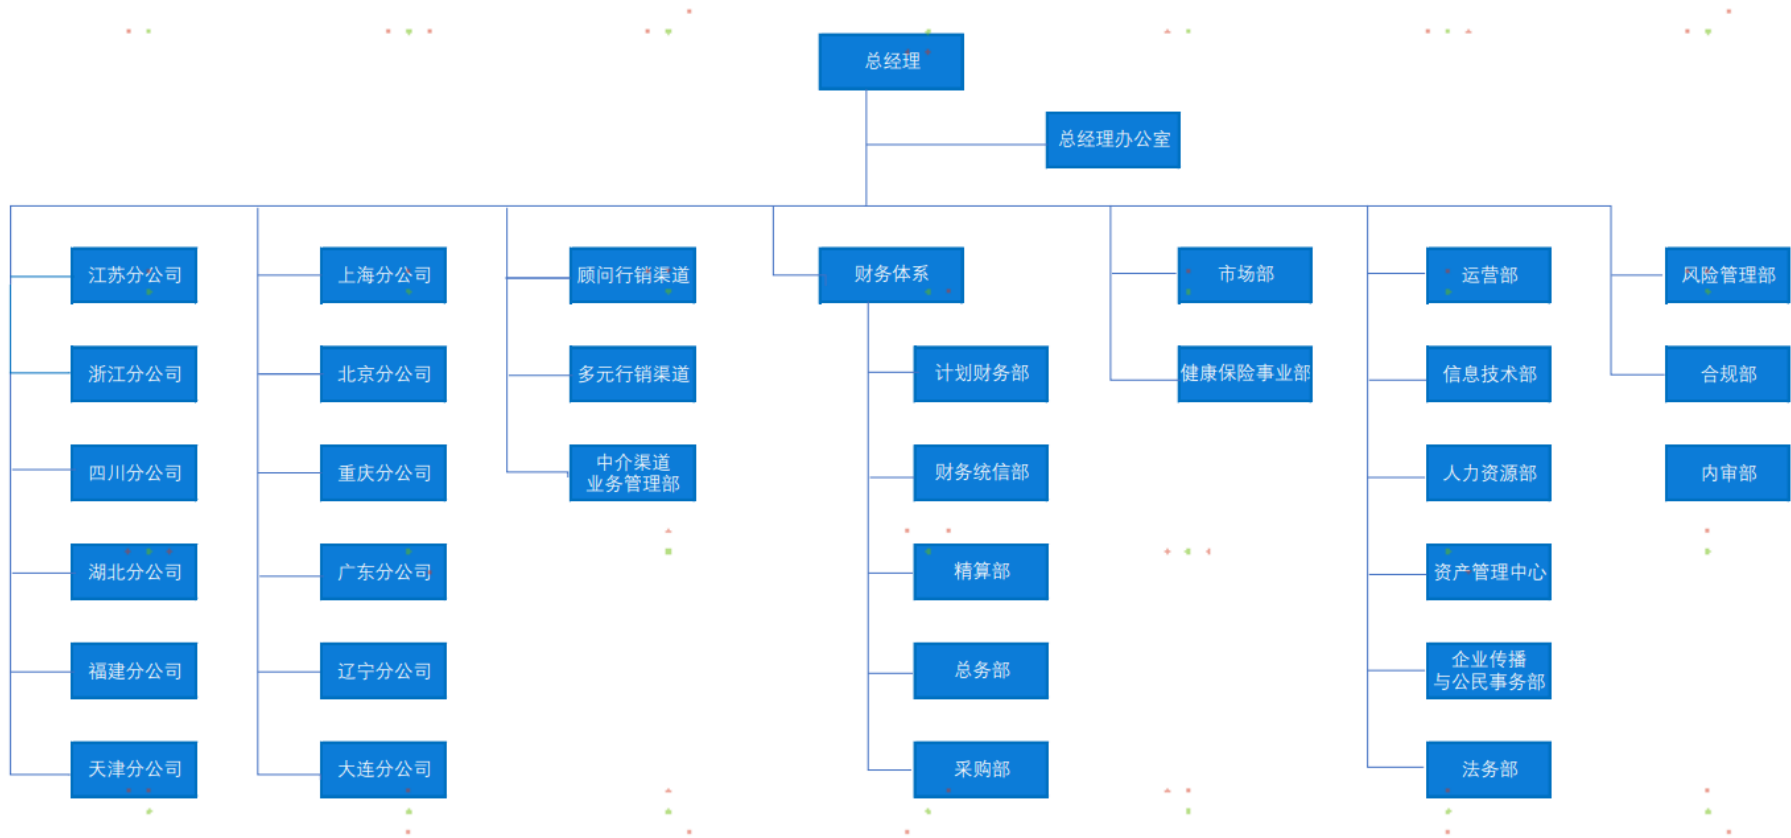 总经理
总经理办公室
江苏分公司
上海分公司
顾问行销渠道
财务体系
市场部
运营部
风险管理部
浙江分公司
北京分公司
多元行销渠道
计划财务部
健康保险事业部
信息技术部
合规部
四川分公司
重庆分公司
中介渠道
业务管理部
财务统信部
人力资源部
内审部
湖北分公司
广东分公司
精算部
资产管理中心
福建分公司
辽宁分公司
总务部
企业传播
与公民事务部
天津分公司
大连分公司
采购部
法务部